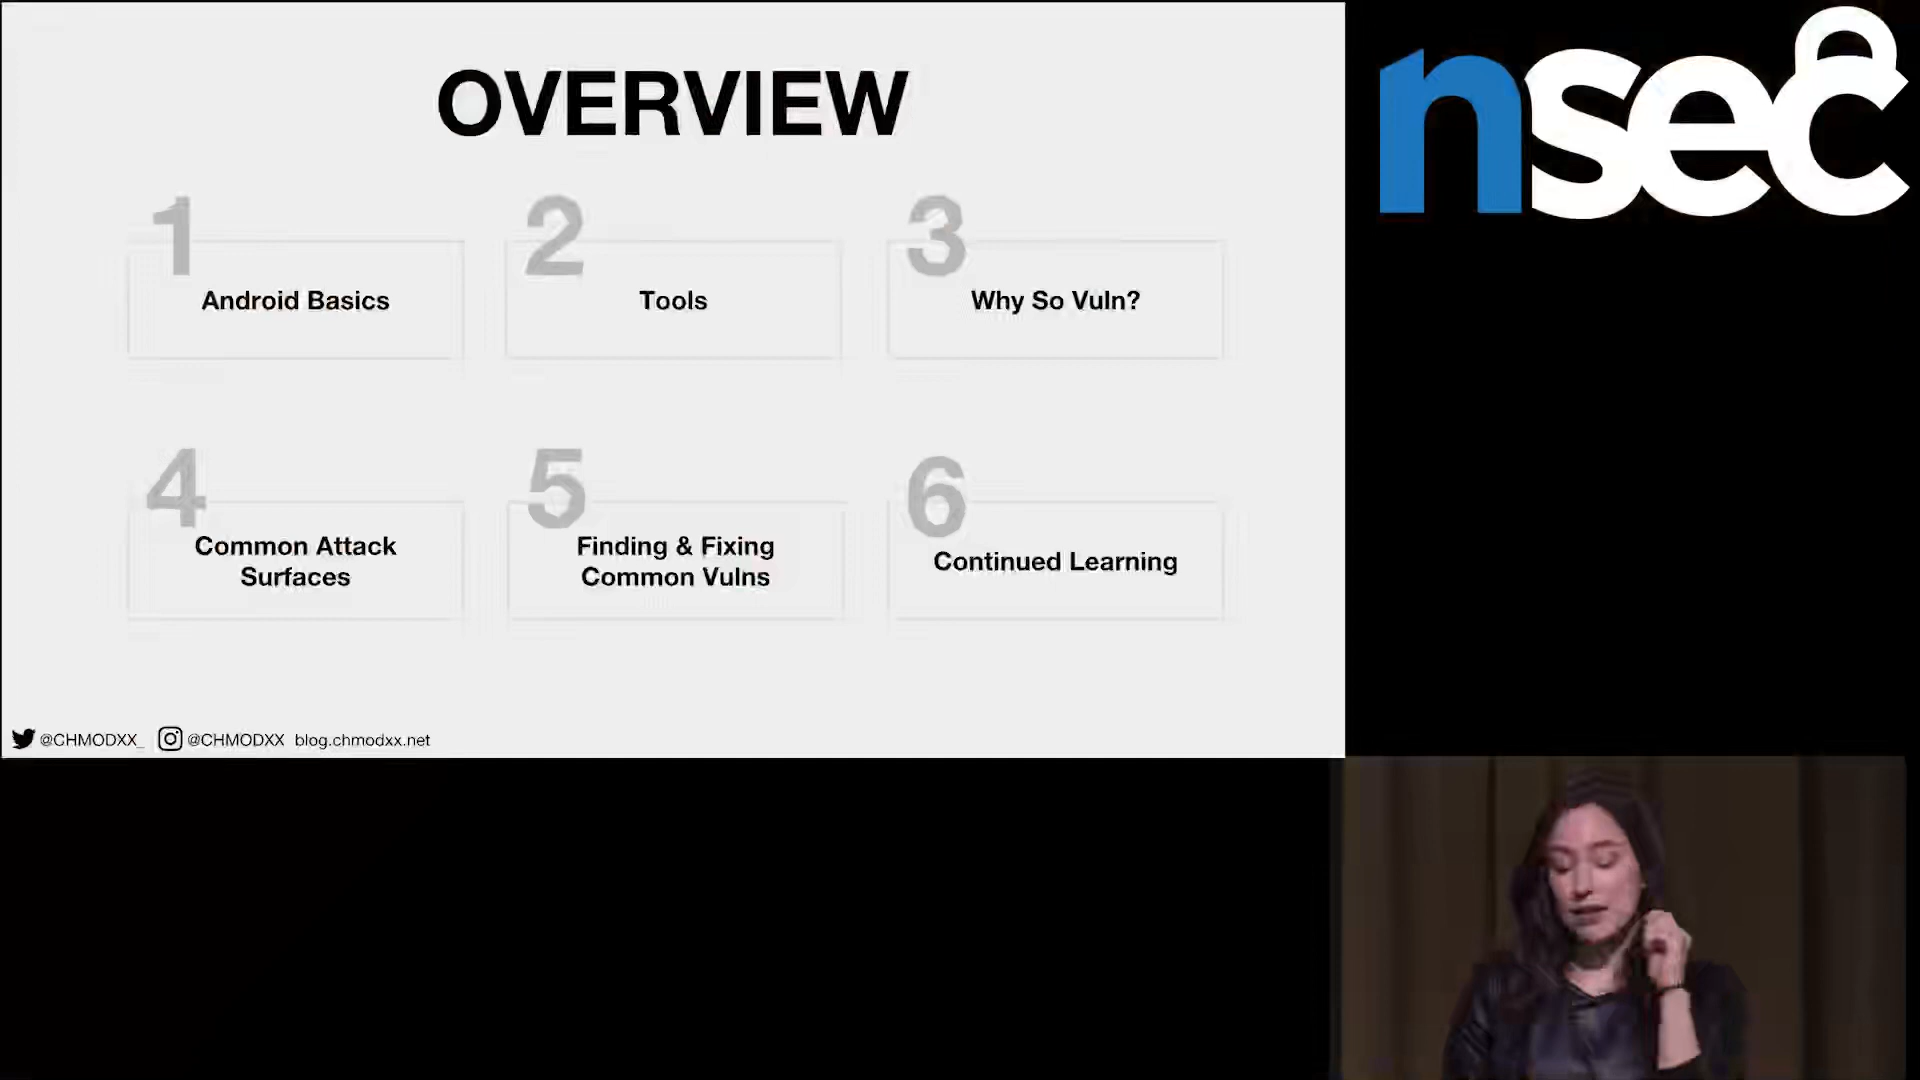 OVERVIEW
1
Android Basics
2
Tools
3
Why So Vuln?
4
Common Attack
Surfaces
5
Finding & Fixing
Common Vulns
6
Continued Learning
@CHMODXX_ @CHMODXX blog.chmodxx.net
nsec